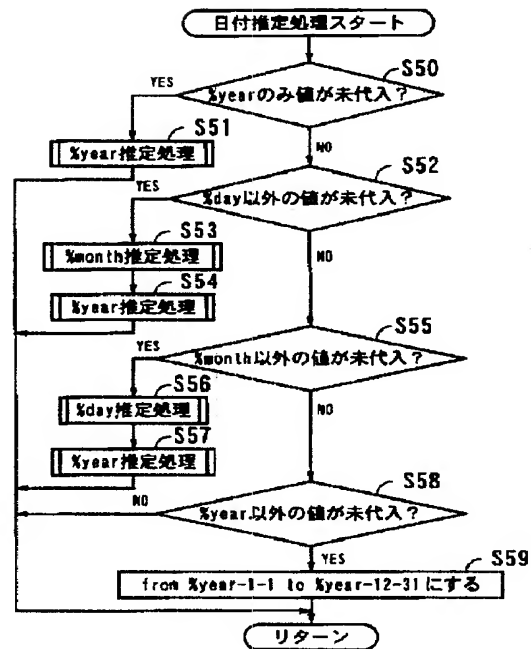 日付推定処理スタート
S50
YES
%yearのみ値が未代入?
S51
%year推定処理
NO
S52
YES
%day以外の値が未代入?
S53
%month推定処理
NO
S54
%year推定処理
S55
YES
%month以外の値が未代入?
S56
%day推定処理
NO
S57
%year推定処理
S58
NO
%year以外の値が未代入?
YES
S59
from %year-1-1 to %year-12-31 にする
リターン